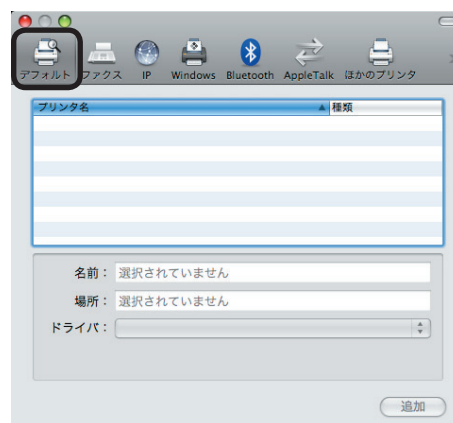 デフォルト ファクス IP Windows Bluetooth AppleTalk ほかのプリンタ
プリンタ名 種類
名前： 選択されていません
場所： 選択されていません
ドライバ：
追加